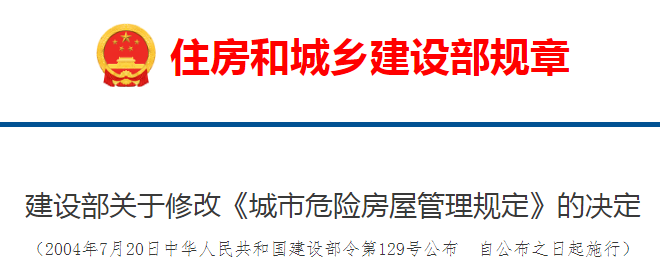 住房和城乡建设部规章
建设部关于修改《城市危险房屋管理规定》的决定
（2004年7月20日中华人民共和国建设部令第129号公布　自公布之日起施行）